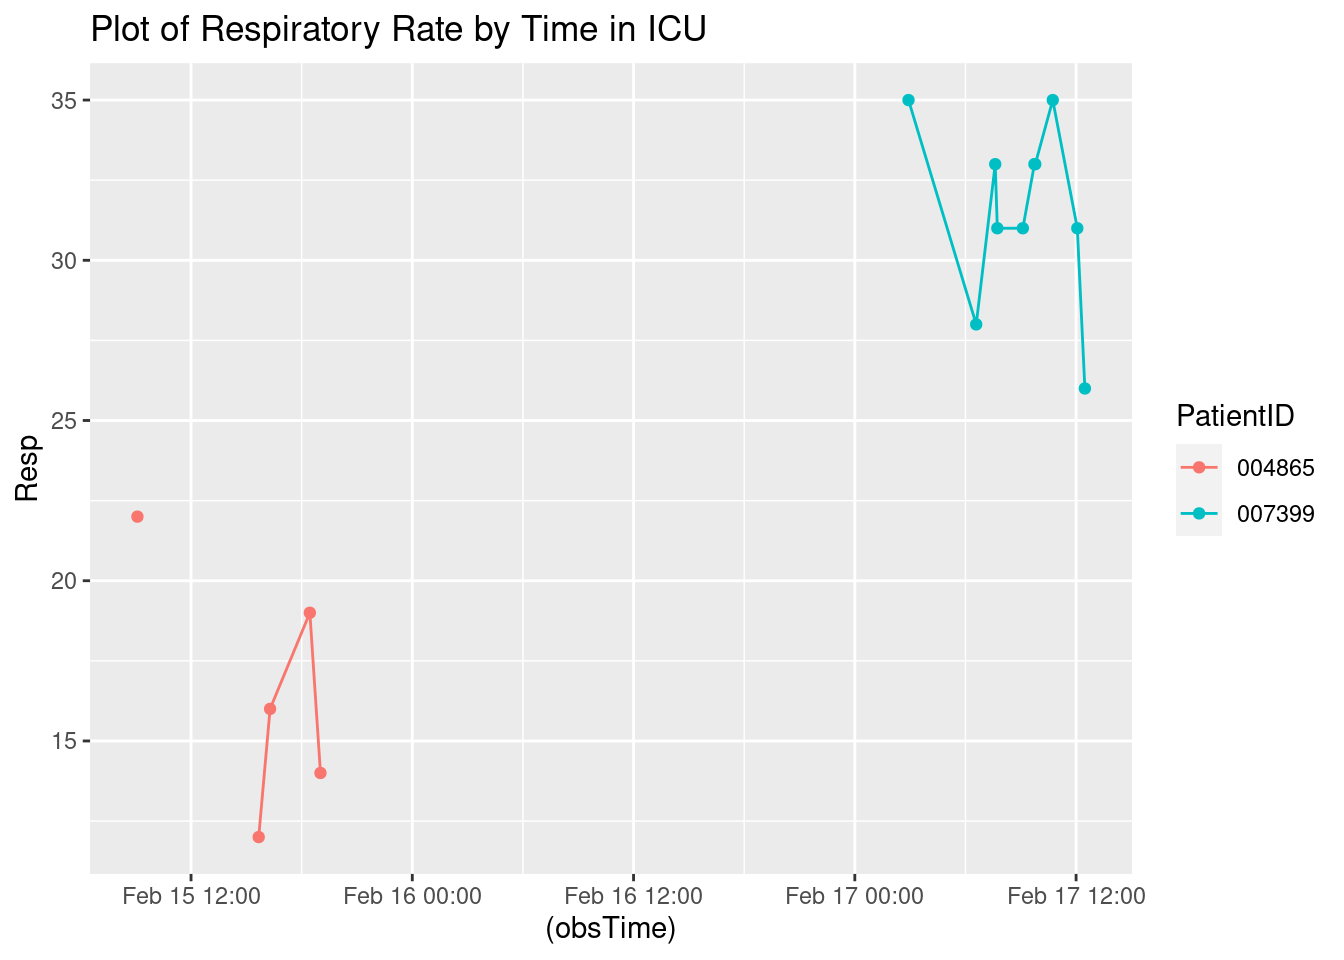 Plot of Respiratory Rate by Time in ICU
35
30
25
20
15
Resp
Feb 15 12:00
Feb 16 00:00
Feb 16 12:00
Feb 17 00:00
Feb 17 12:00
(obsTime)
PatientID
004865
007399